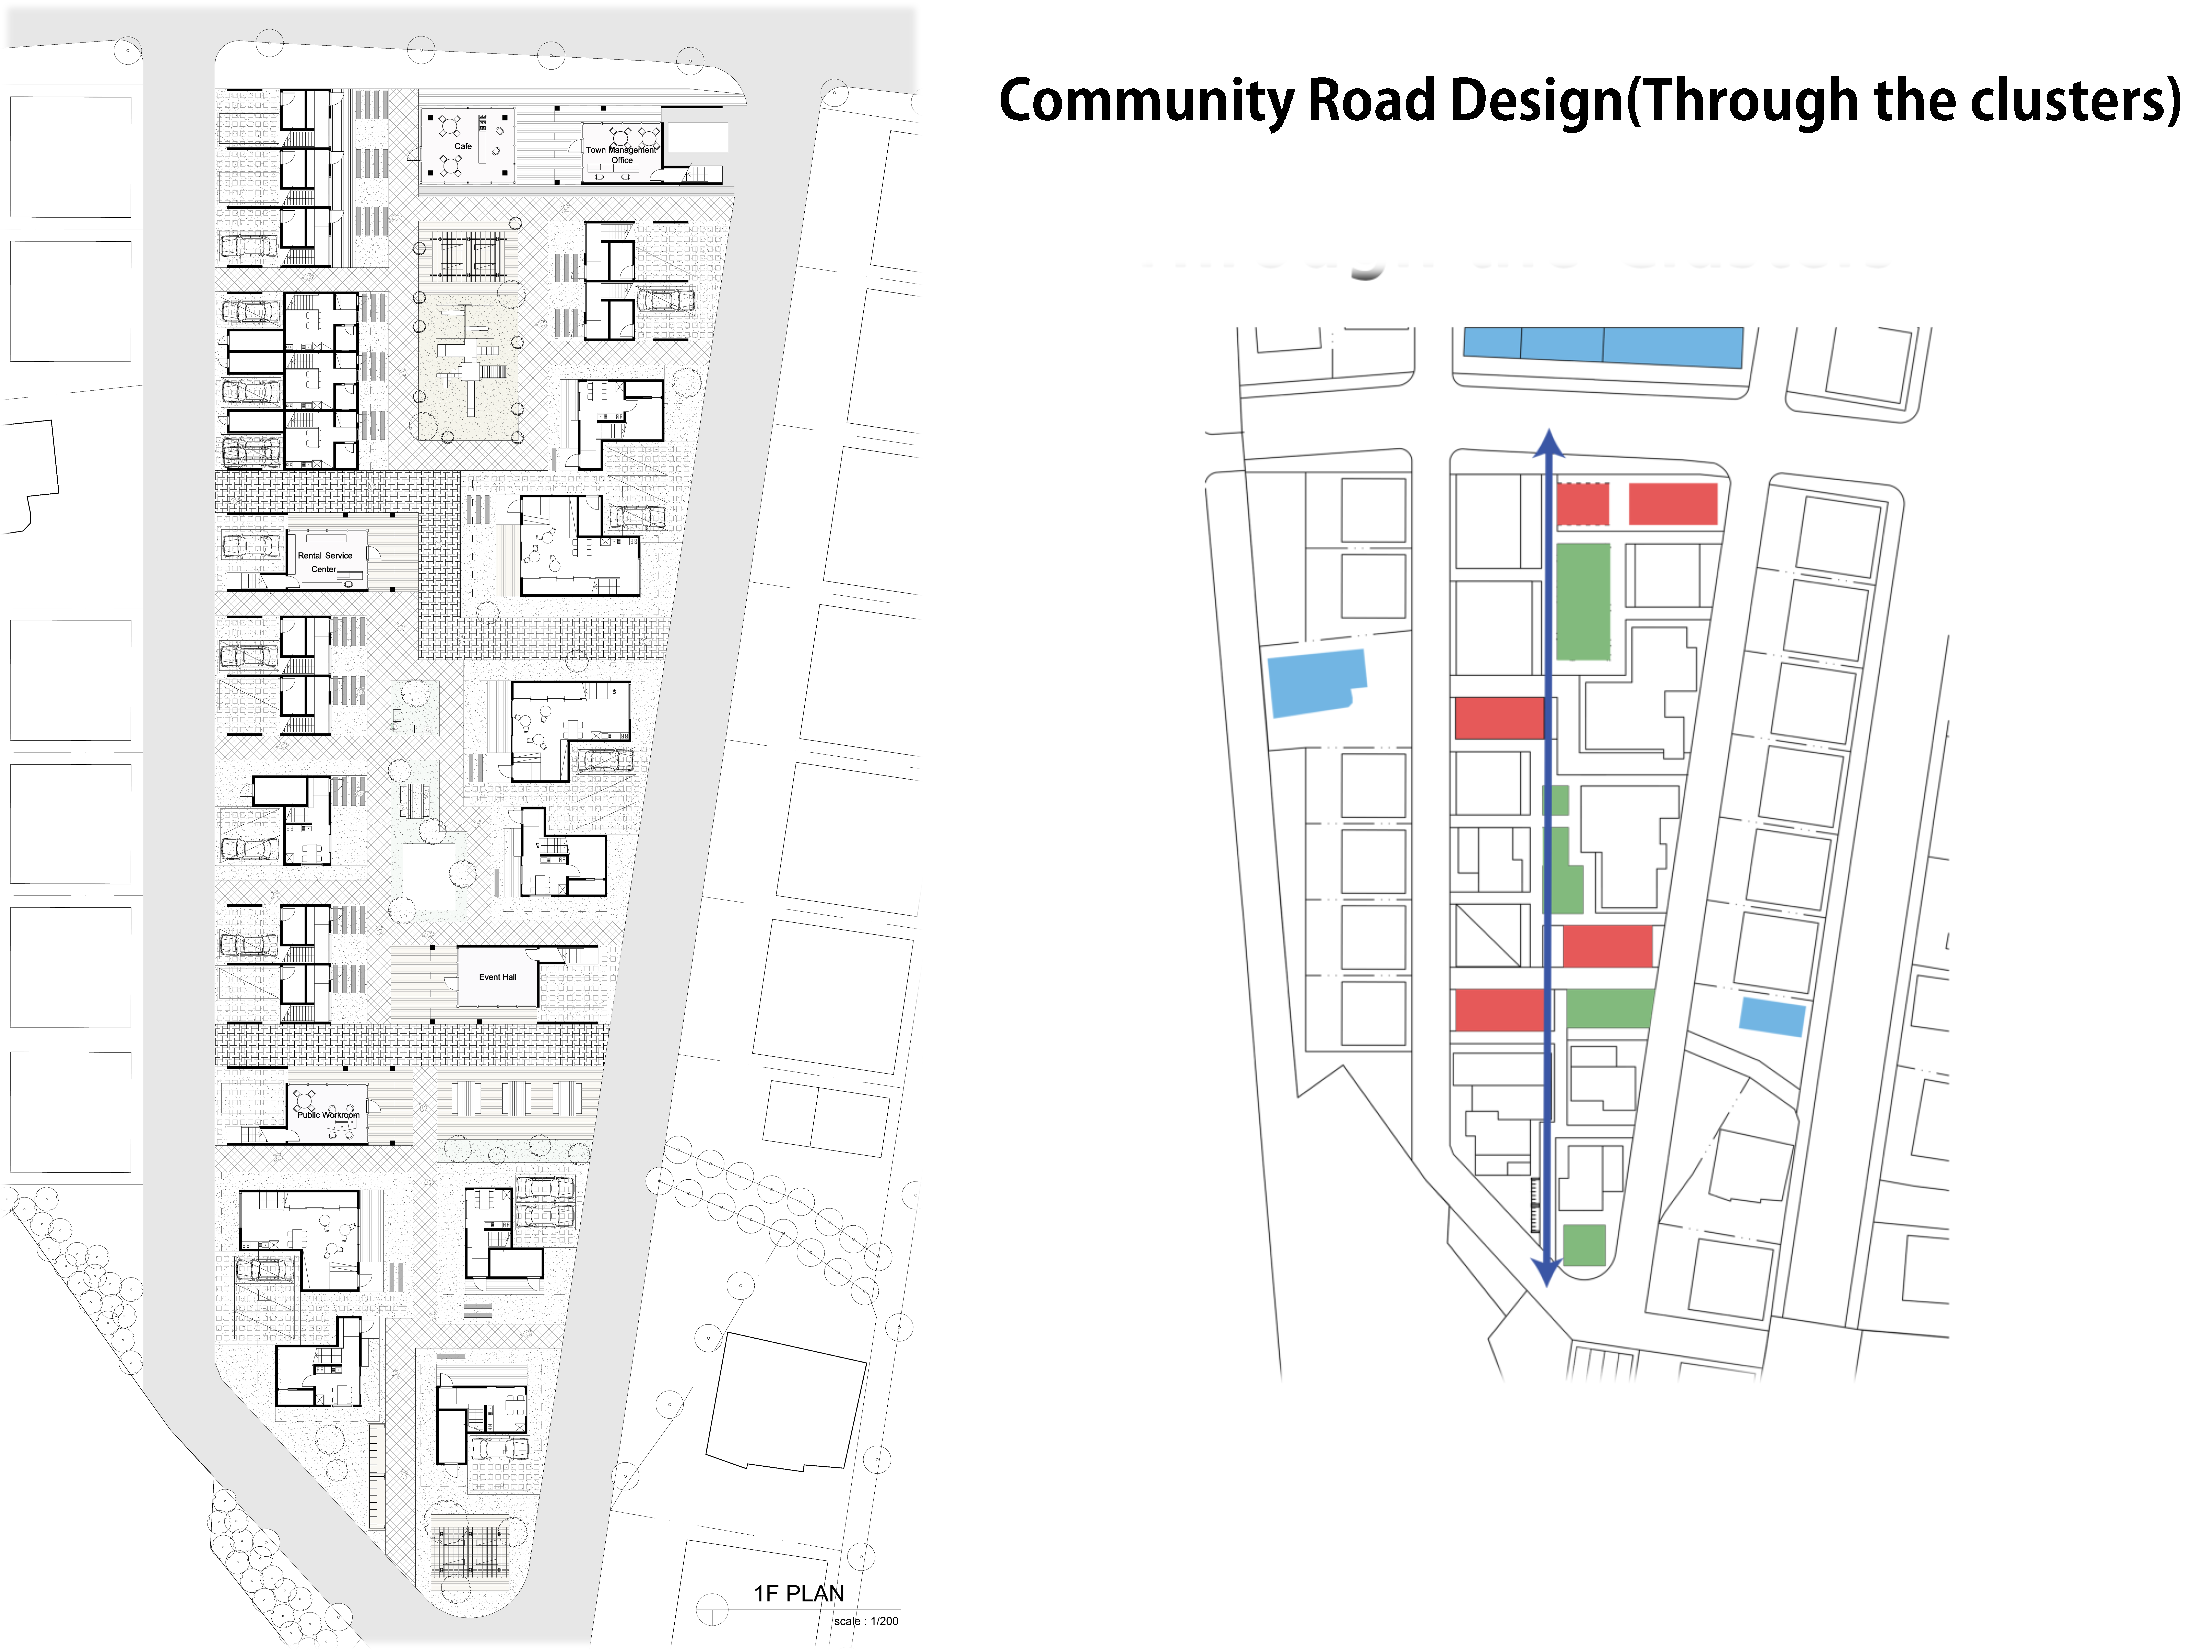 Community Road Design(Through the clusters)
Cafe
Town Management
Office
Rental Service
Center
Event Hall
Public Workroom
1F PLAN
scale : 1/200